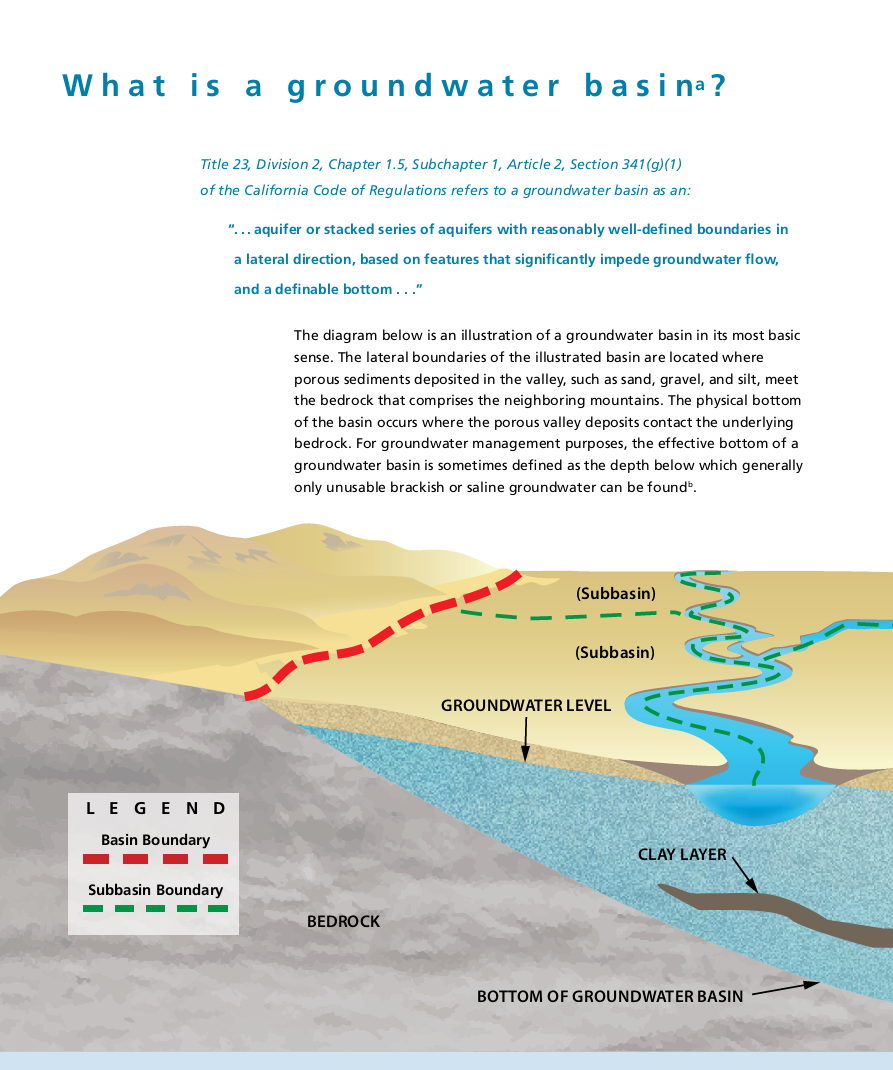 What is a groundwater basinª?
Title 23, Division 2, Chapter 1.5, Subchapter 1, Article 2, Section 341(g)(1)
of the California Code of Regulations refers to a groundwater basin as an:
“. . . aquifer or stacked series of aquifers with reasonably well-defined boundaries in
a lateral direction, based on features that significantly impede groundwater flow,
and a definable bottom . . .”
The diagram below is an illustration of a groundwater basin in its most basic
sense. The lateral boundaries of the illustrated basin are located where
porous sediments deposited in the valley, such as sand, gravel, and silt, meet
the bedrock that comprises the neighboring mountains. The physical bottom
of the basin occurs where the porous valley deposits contact the underlying
bedrock. For groundwater management purposes, the effective bottom of a
groundwater basin is sometimes defined as the depth below which generally
only unusable brackish or saline groundwater can be foundᵇ.
(Subbasin)
(Subbasin)
GROUNDWATER LEVEL
LEGEND
Basin Boundary
Subbasin Boundary
CLAY LAYER
BEDROCK
BOTTOM OF GROUNDWATER BASIN